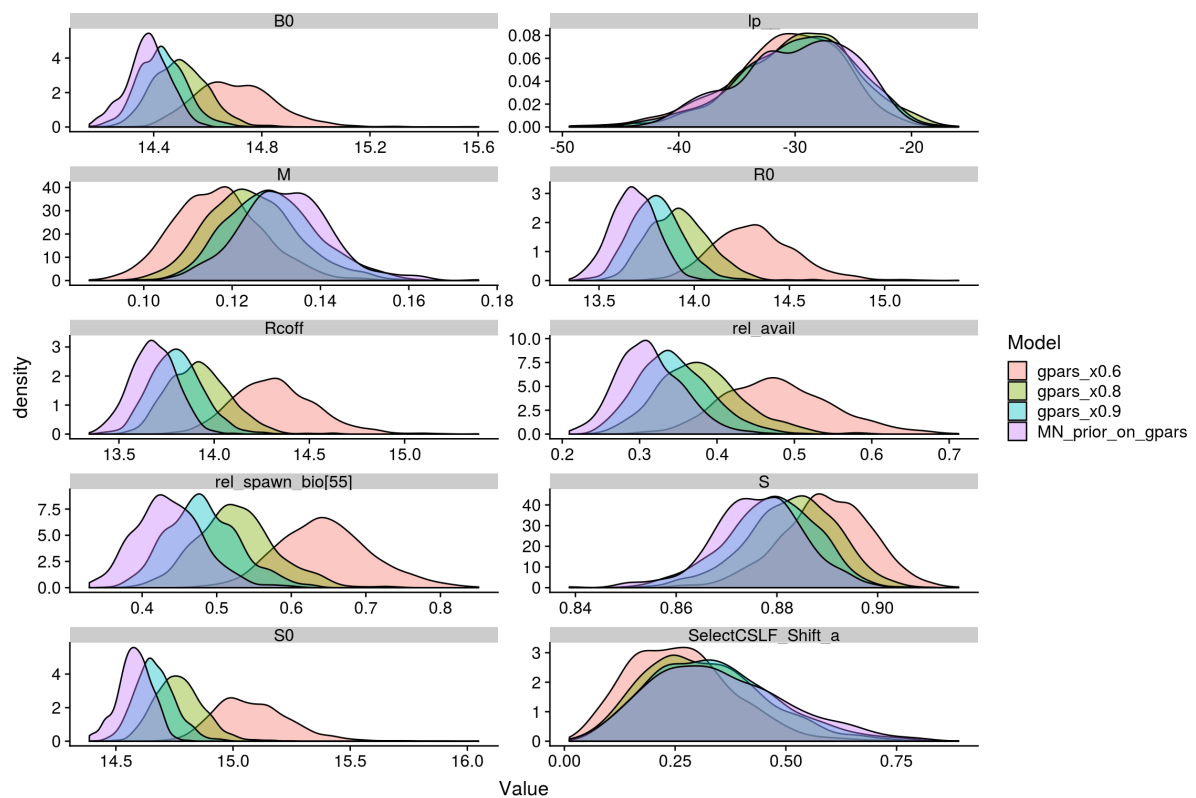 B0
lp__
0 2 4
14.4 14.8 15.2 15.6
0.00 0.02 0.04 0.06 0.08
-50 -40 -30 -20
M
R0
0 10 20 30 40
0.10 0.12 0.14 0.16 0.18
0 1 2 3
13.5 14.0 14.5 15.0
Rcoff
rel_avail
0 1 2 3
13.5 14.0 14.5 15.0
0.0 2.5 5.0 7.5 10.0
0.2 0.3 0.4 0.5 0.6 0.7
rel_spawn_bio[55]
S
0.0 2.5 5.0 7.5
0.4 0.5 0.6 0.7 0.8
0 10 20 30 40
0.84 0.86 0.88 0.90
S0
SelectCSLF_Shift_a
0 2 4
14.5 15.0 15.5 16.0
0 1 2 3
0.00 0.25 0.50 0.75
density
Value
Model
gpars_x0.6
gpars_x0.8
gpars_x0.9
MN_prior_on_gpars